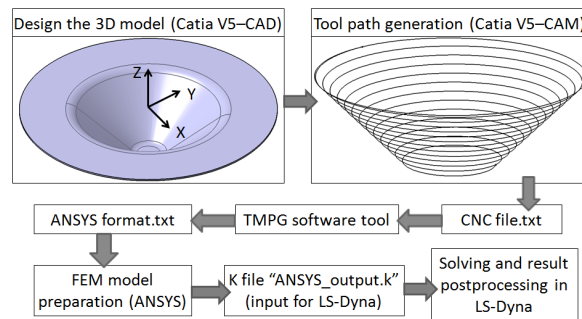 Design the 3D model (Catia V5–CAD)
Tool path generation (Catia V5–CAM)
Z
Y
X
ANSYS format.txt
TMPG software tool
CNC file.txt
FEM model
preparation (ANSYS)
K file “ANSYS_output.k”
(input for LS-Dyna)
Solving and result
postprocessing in
LS-Dyna